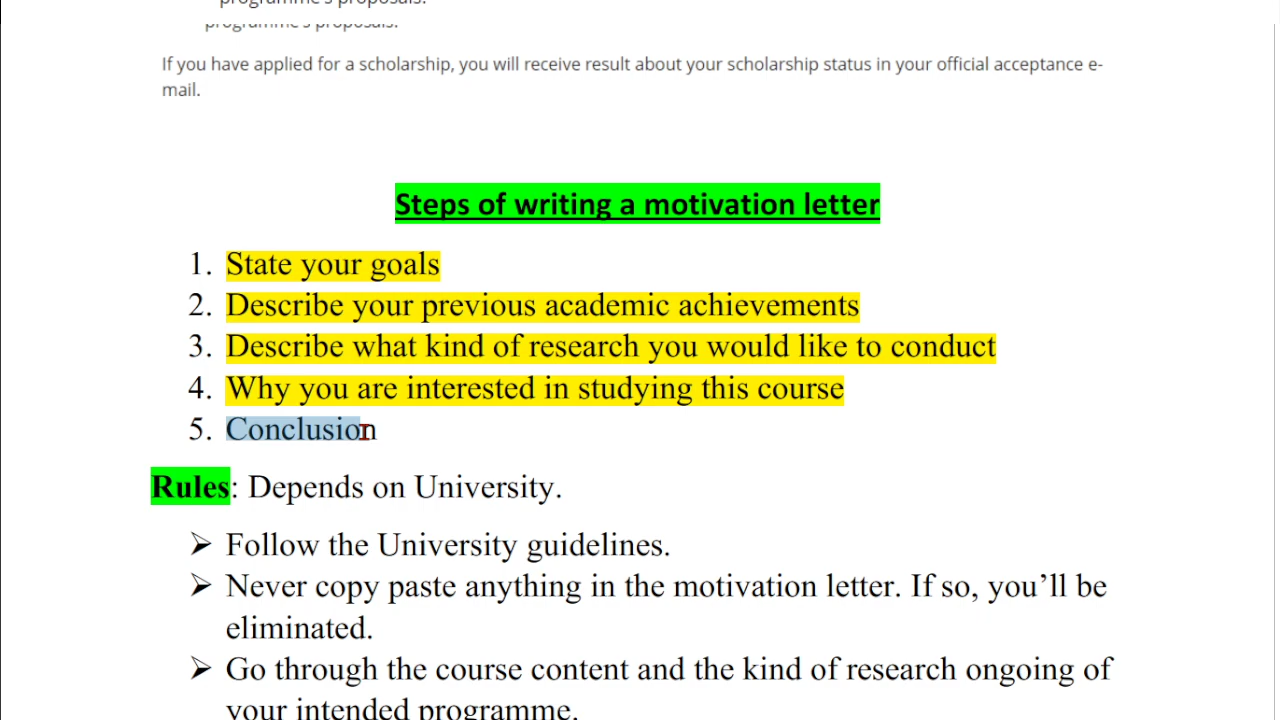 programme's proposals.
programme's proposals.
If you have applied for a scholarship, you will receive result about your scholarship status in your official acceptance e-
mail.
Steps of writing a motivation letter
1. State your goals
2. Describe your previous academic achievements
3. Describe what kind of research you would like to conduct
4. Why you are interested in studying this course
5. Conclusion
Rules: Depends on University.
➢ Follow the University guidelines.
➢ Never copy paste anything in the motivation letter. If so, you’ll be
eliminated.
➢ Go through the course content and the kind of research ongoing of
your intended programme.